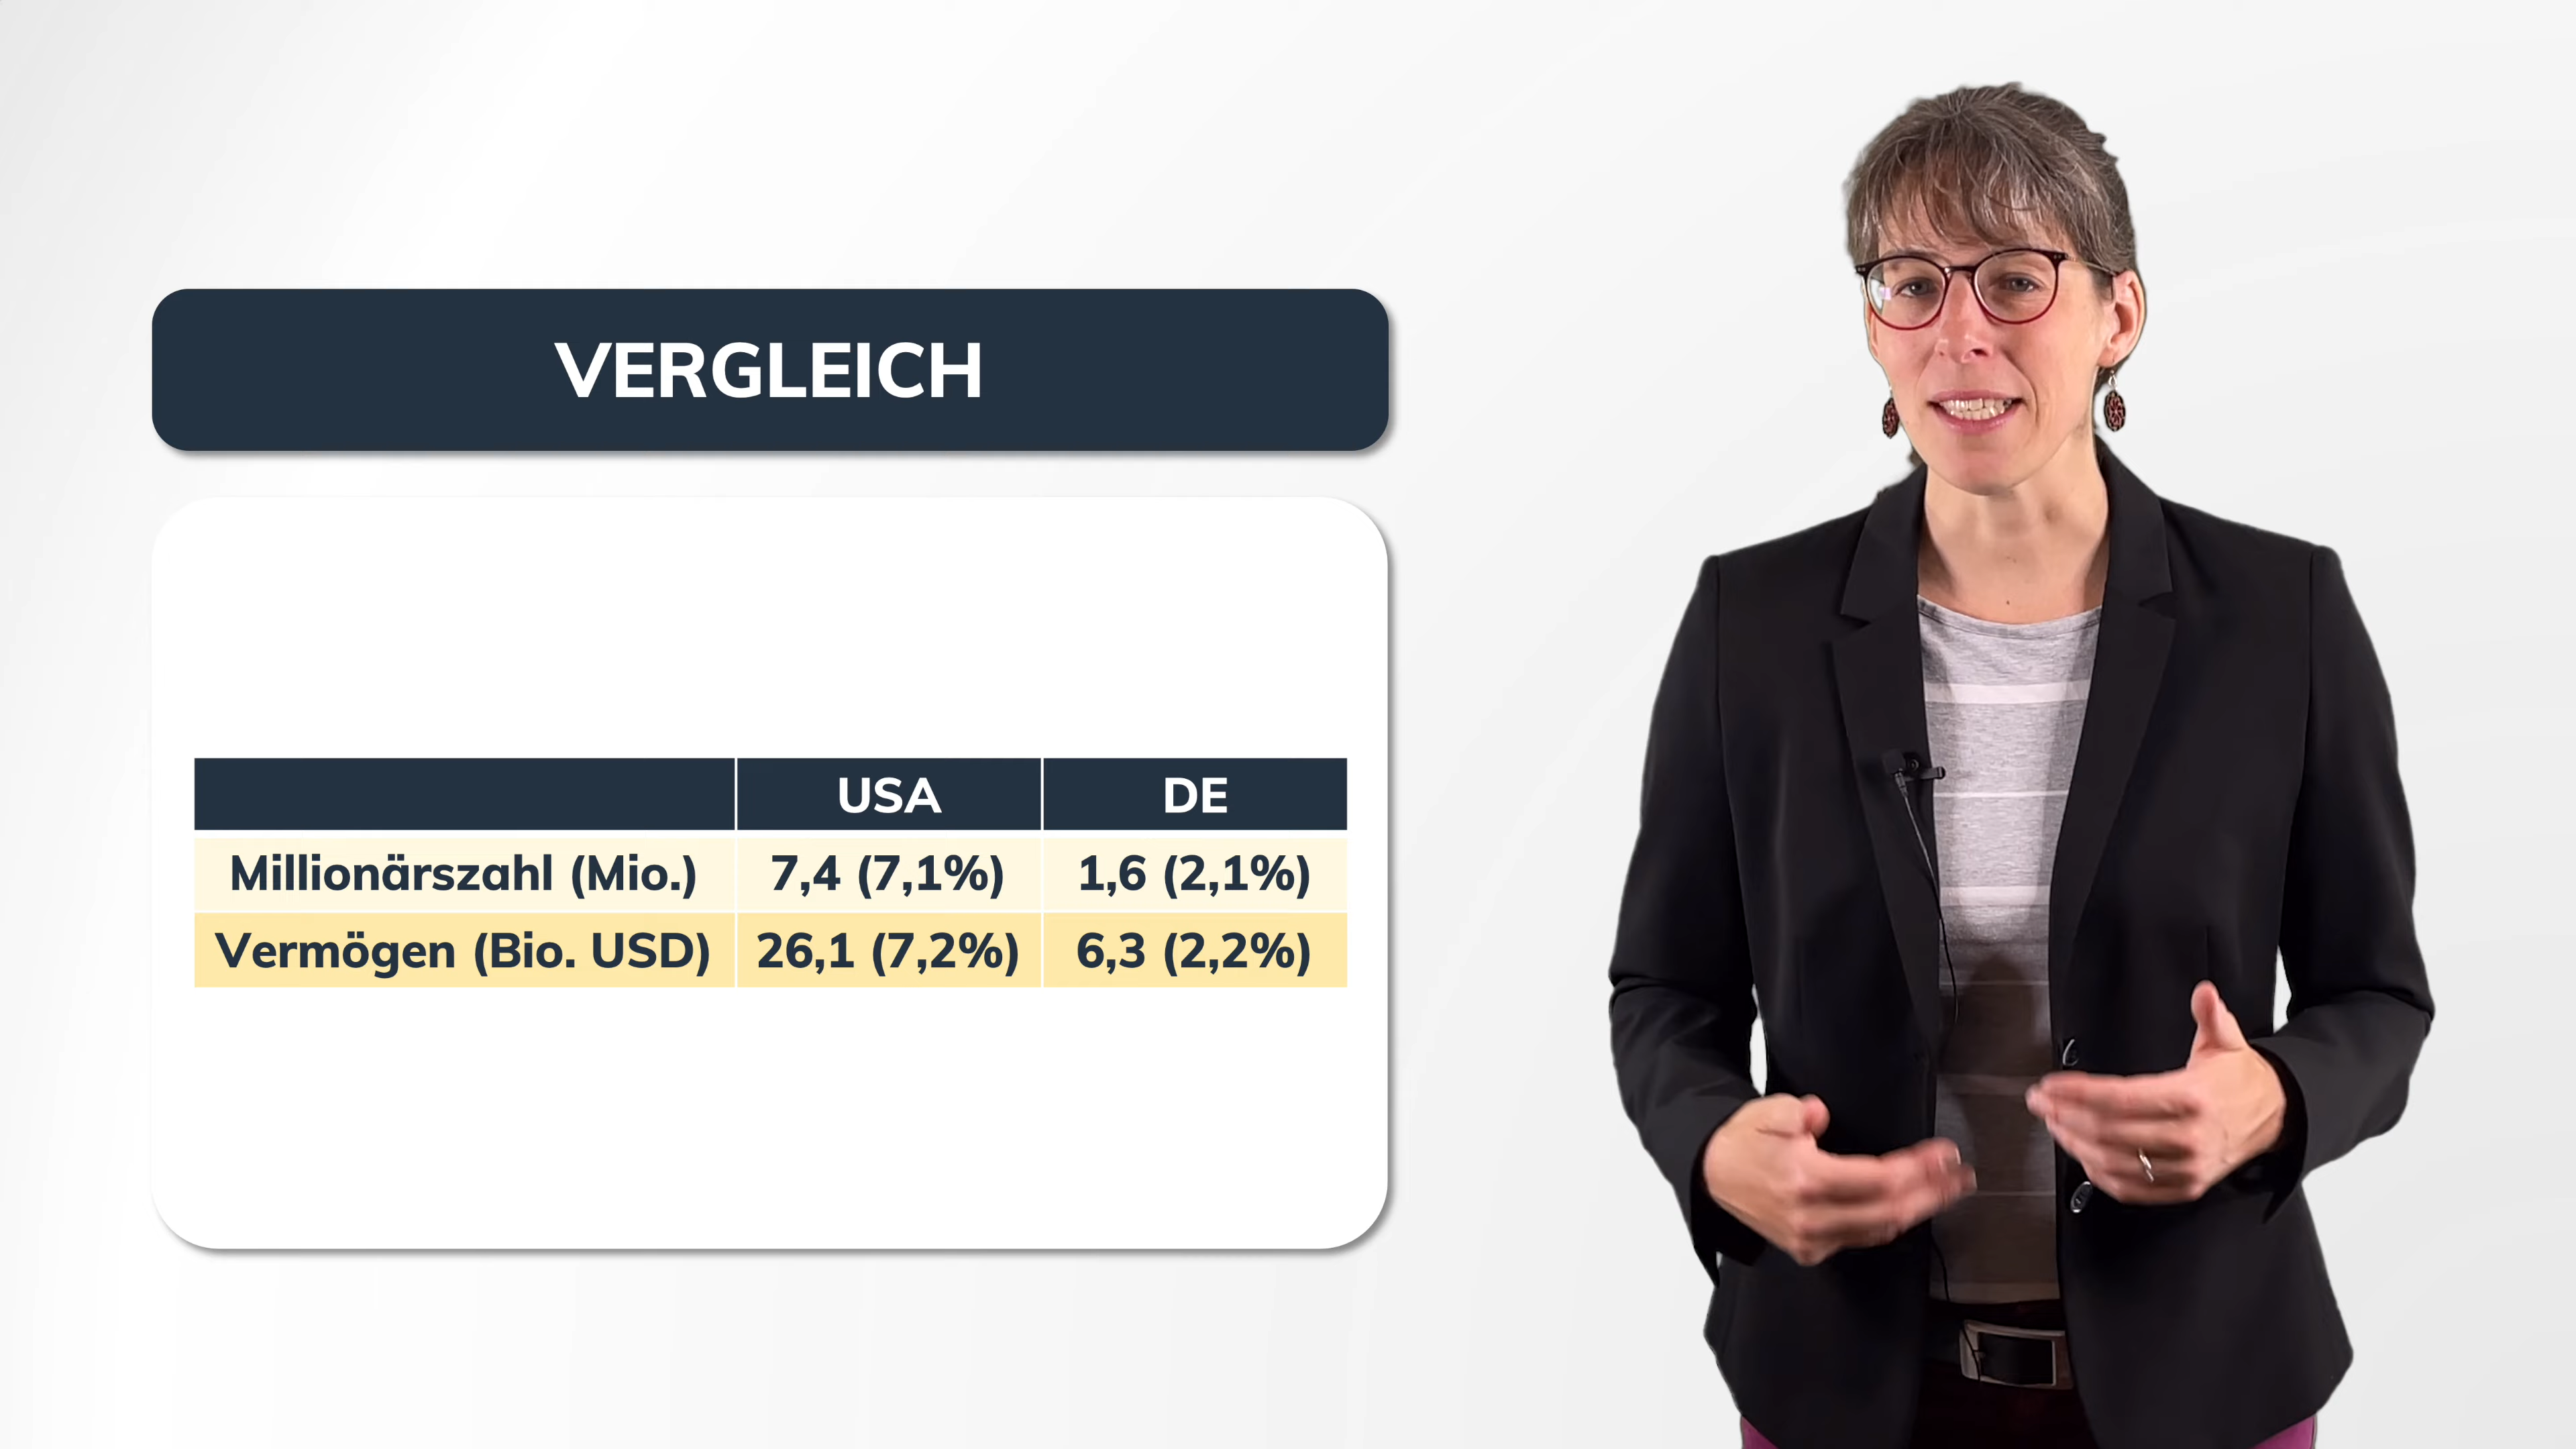 VERGLEICH
USA DE
Millionärszahl (Mio.) 7,4 (7,1%) 1,6 (2,1%)
Vermögen (Bio. USD) 26,1 (7,2%) 6,3 (2,2%)